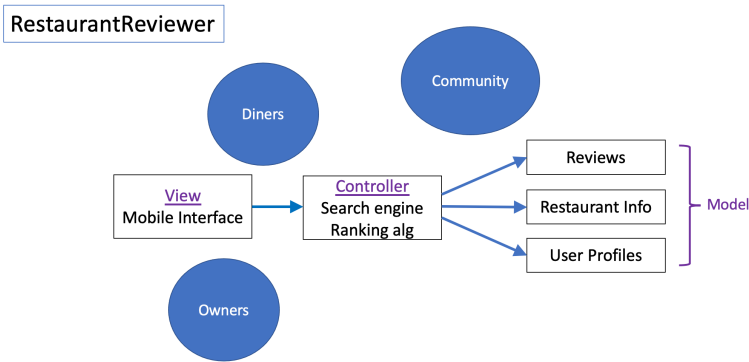 RestaurantReviewer
Community
Diners
Reviews
View
Mobile Interface
Controller
Search engine
Ranking alg
Restaurant Info
Model
User Profiles
Owners